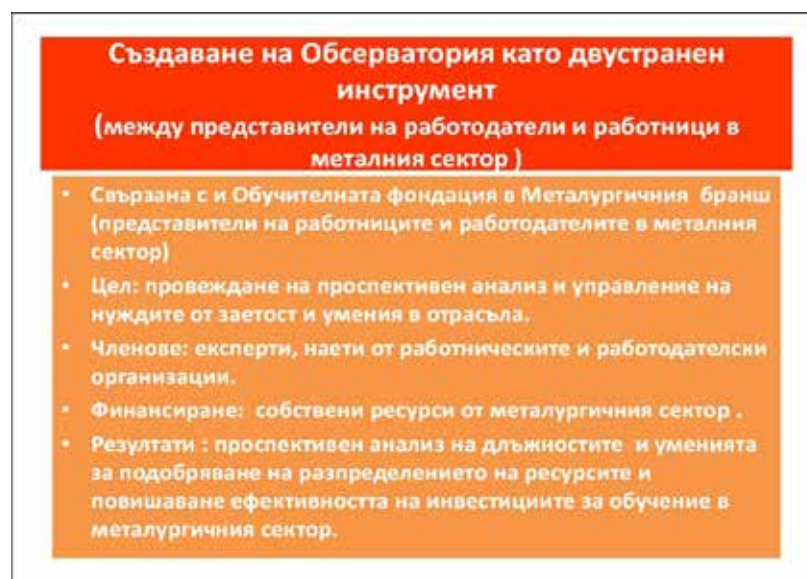 Създаване на Обсерватория като двустранен
инструмент
(между представители на работодатели и работници в
металния сектор )
• Свързана с и Обучителната фондация в Металургичния бранш
(представители на работниците и работодателите в металния
сектор)
• Цел: провеждане на проспективен анализ и управление на
нуждите от заетост и умения в отрасъла.
• Членове: експерти, наети от работническите и работодателски
организации.
• Финансиране: собствени ресурси от металургичния сектор .
• Резултати : проспективен анализ на длъжностите и уменията
за подобряване на разпределението на ресурсите и
повишаване ефективността на инвестициите за обучение в
металургичния сектор.